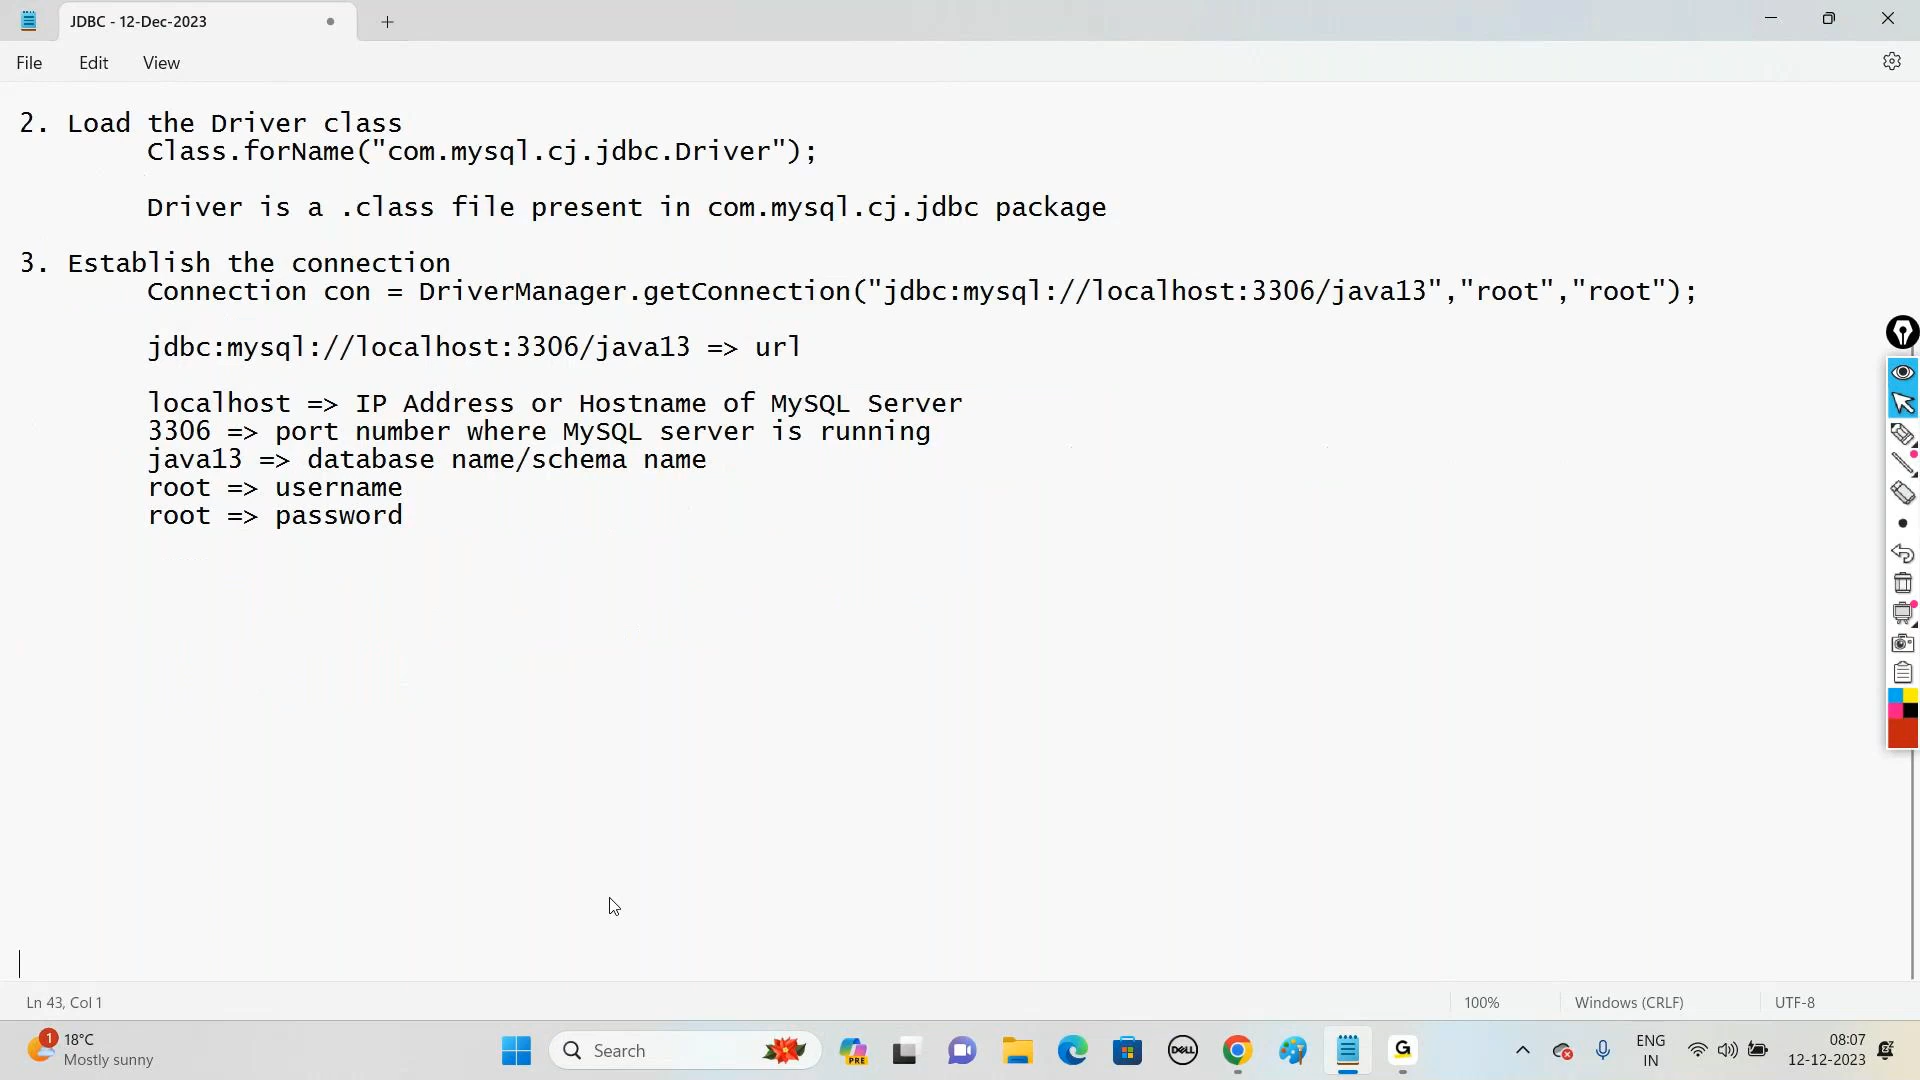 JDBC - 12-Dec-2023
File Edit View
2. Load the Driver class
Class.forName("com.mysql.cj.jdbc.Driver");
Driver is a .class file present in com.mysql.cj.jdbc package
3. Establish the connection
Connection con = DriverManager.getConnection("jdbc:mysql://localhost:3306/java13","root","root");
jdbc:mysql://localhost:3306/java13 => url
localhost => IP Address or Hostname of MySQL Server
3306 => port number where MySQL server is running
java13 => database name/schema name
root => username
root => password
Ln 43, Col 1
100%
Windows (CRLF)
UTF-8
1
18°C
Mostly sunny
Search
PRE
DELL
G
ENG
IN
08:07
12-12-2023